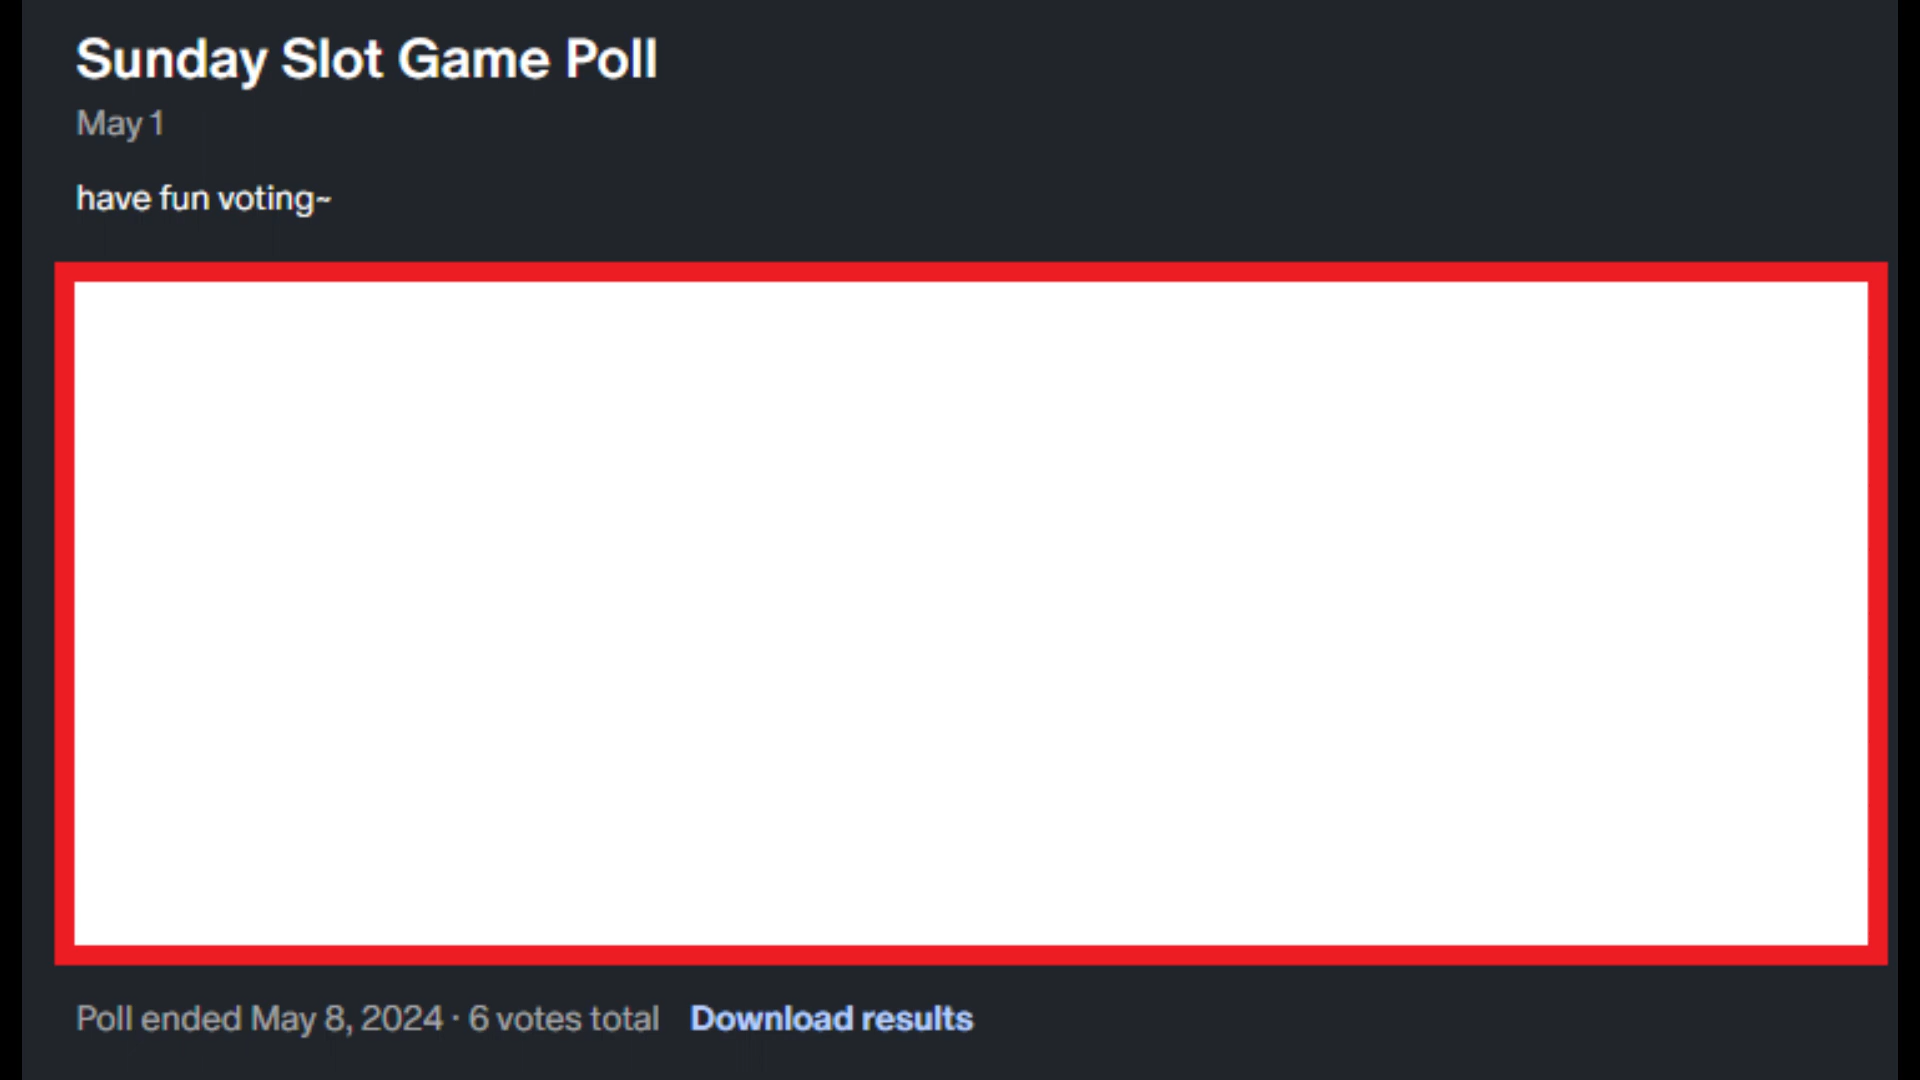 Sunday Slot Game Poll
May 1
have fun voting~
Poll ended May 8, 2024 · 6 votes total Download results